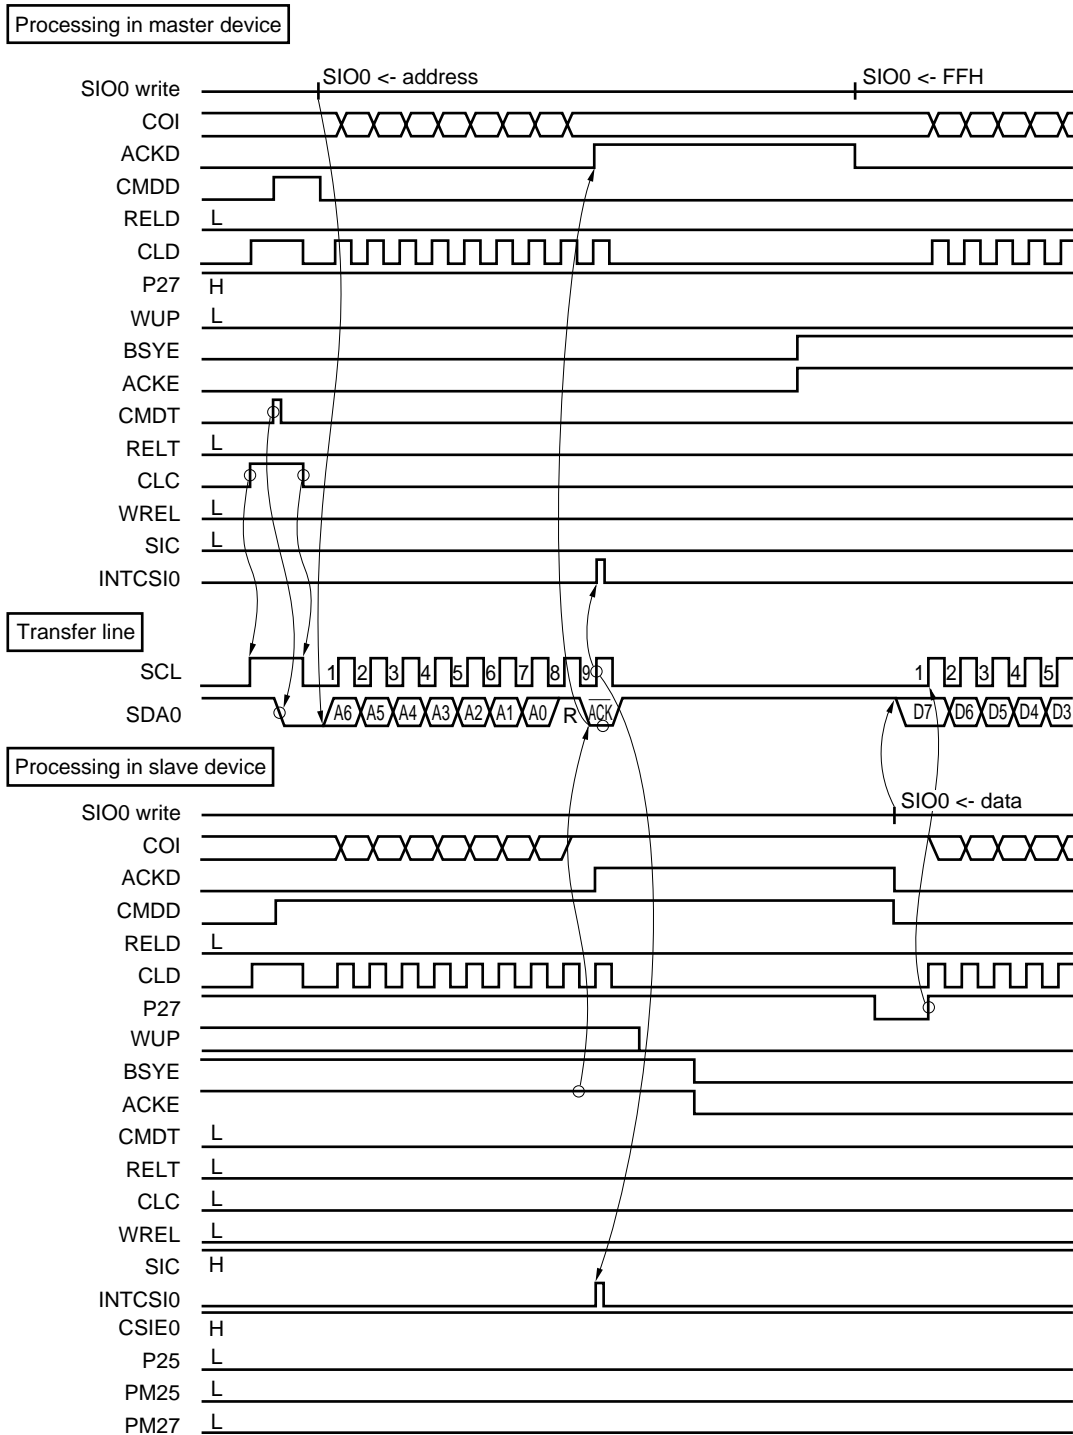 Processing in master device
SIO0 write
SIO0 <- address
SIO0 <- FFH
COI
ACKD
CMDD
RELD L
CLD
P27 H
WUP L
BSYE
ACKE
CMDT
RELT L
CLC
WREL L
SIC L
INTCSI0
Transfer line
SCL 1 2 3 4 5 6 7 8 9 1 2 3 4 5
SDA0 A6 A5 A4 A3 A2 A1 A0 R ACK D7 D6 D5 D4 D3
Processing in slave device
SIO0 write
SIO0 <- data
COI
ACKD
CMDD
RELD L
CLD
P27
WUP
BSYE
ACKE
CMDT L
RELT L
CLC L
WREL L
SIC H
INTCSI0
CSIE0 H
P25 L
PM25 L
PM27 L